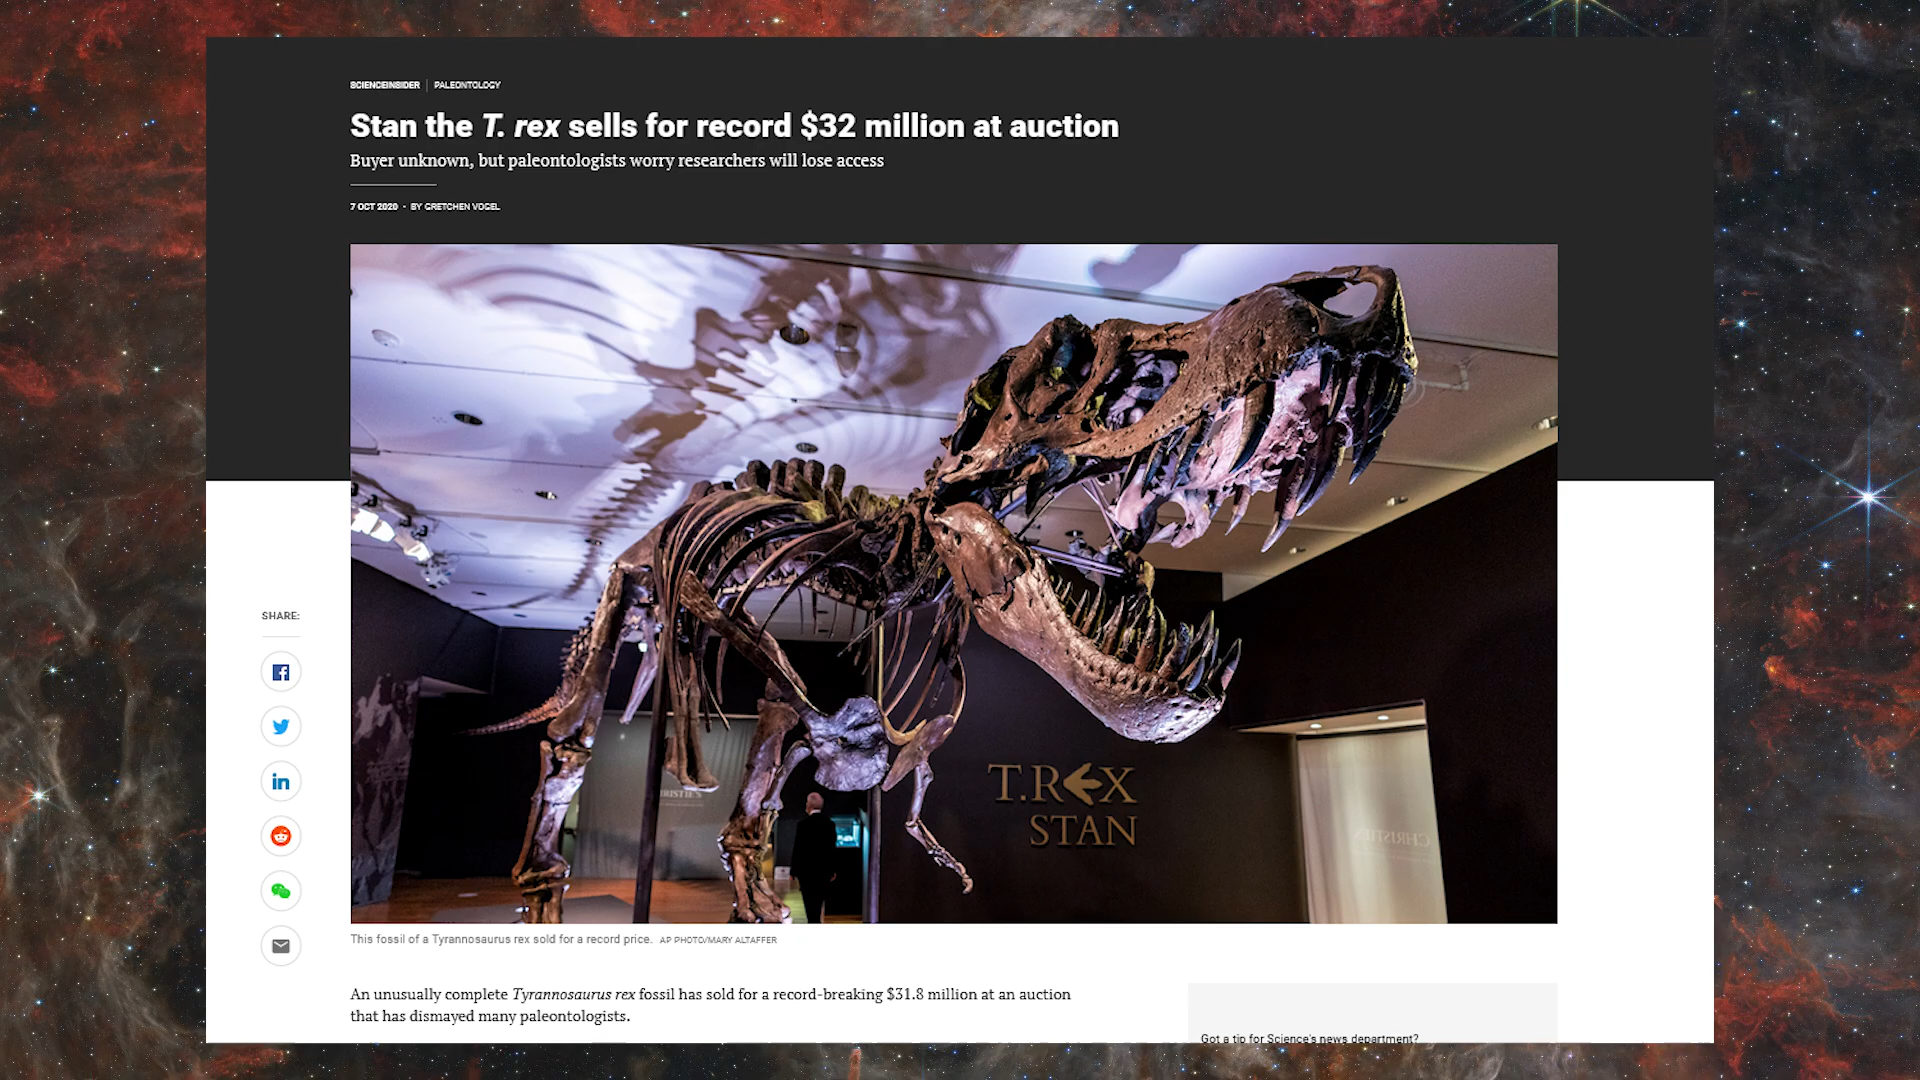 SCIENCEINSIDER | PALEONTOLOGY
Stan the T. rex sells for record $32 million at auction
Buyer unknown, but paleontologists worry researchers will lose access
7 OCT 2020 • BY GRETCHEN VOGEL
SHARE:
in
CHRISTIE'S
T.REX
STAN
CHRISTIE'S
This fossil of a Tyrannosaurus rex sold for a record price. AP PHOTO/MARY ALTAFFER
An unusually complete Tyrannosaurus rex fossil has sold for a record-breaking $31.8 million at an auction
that has dismayed many paleontologists.
Got a tip for Science's news department?